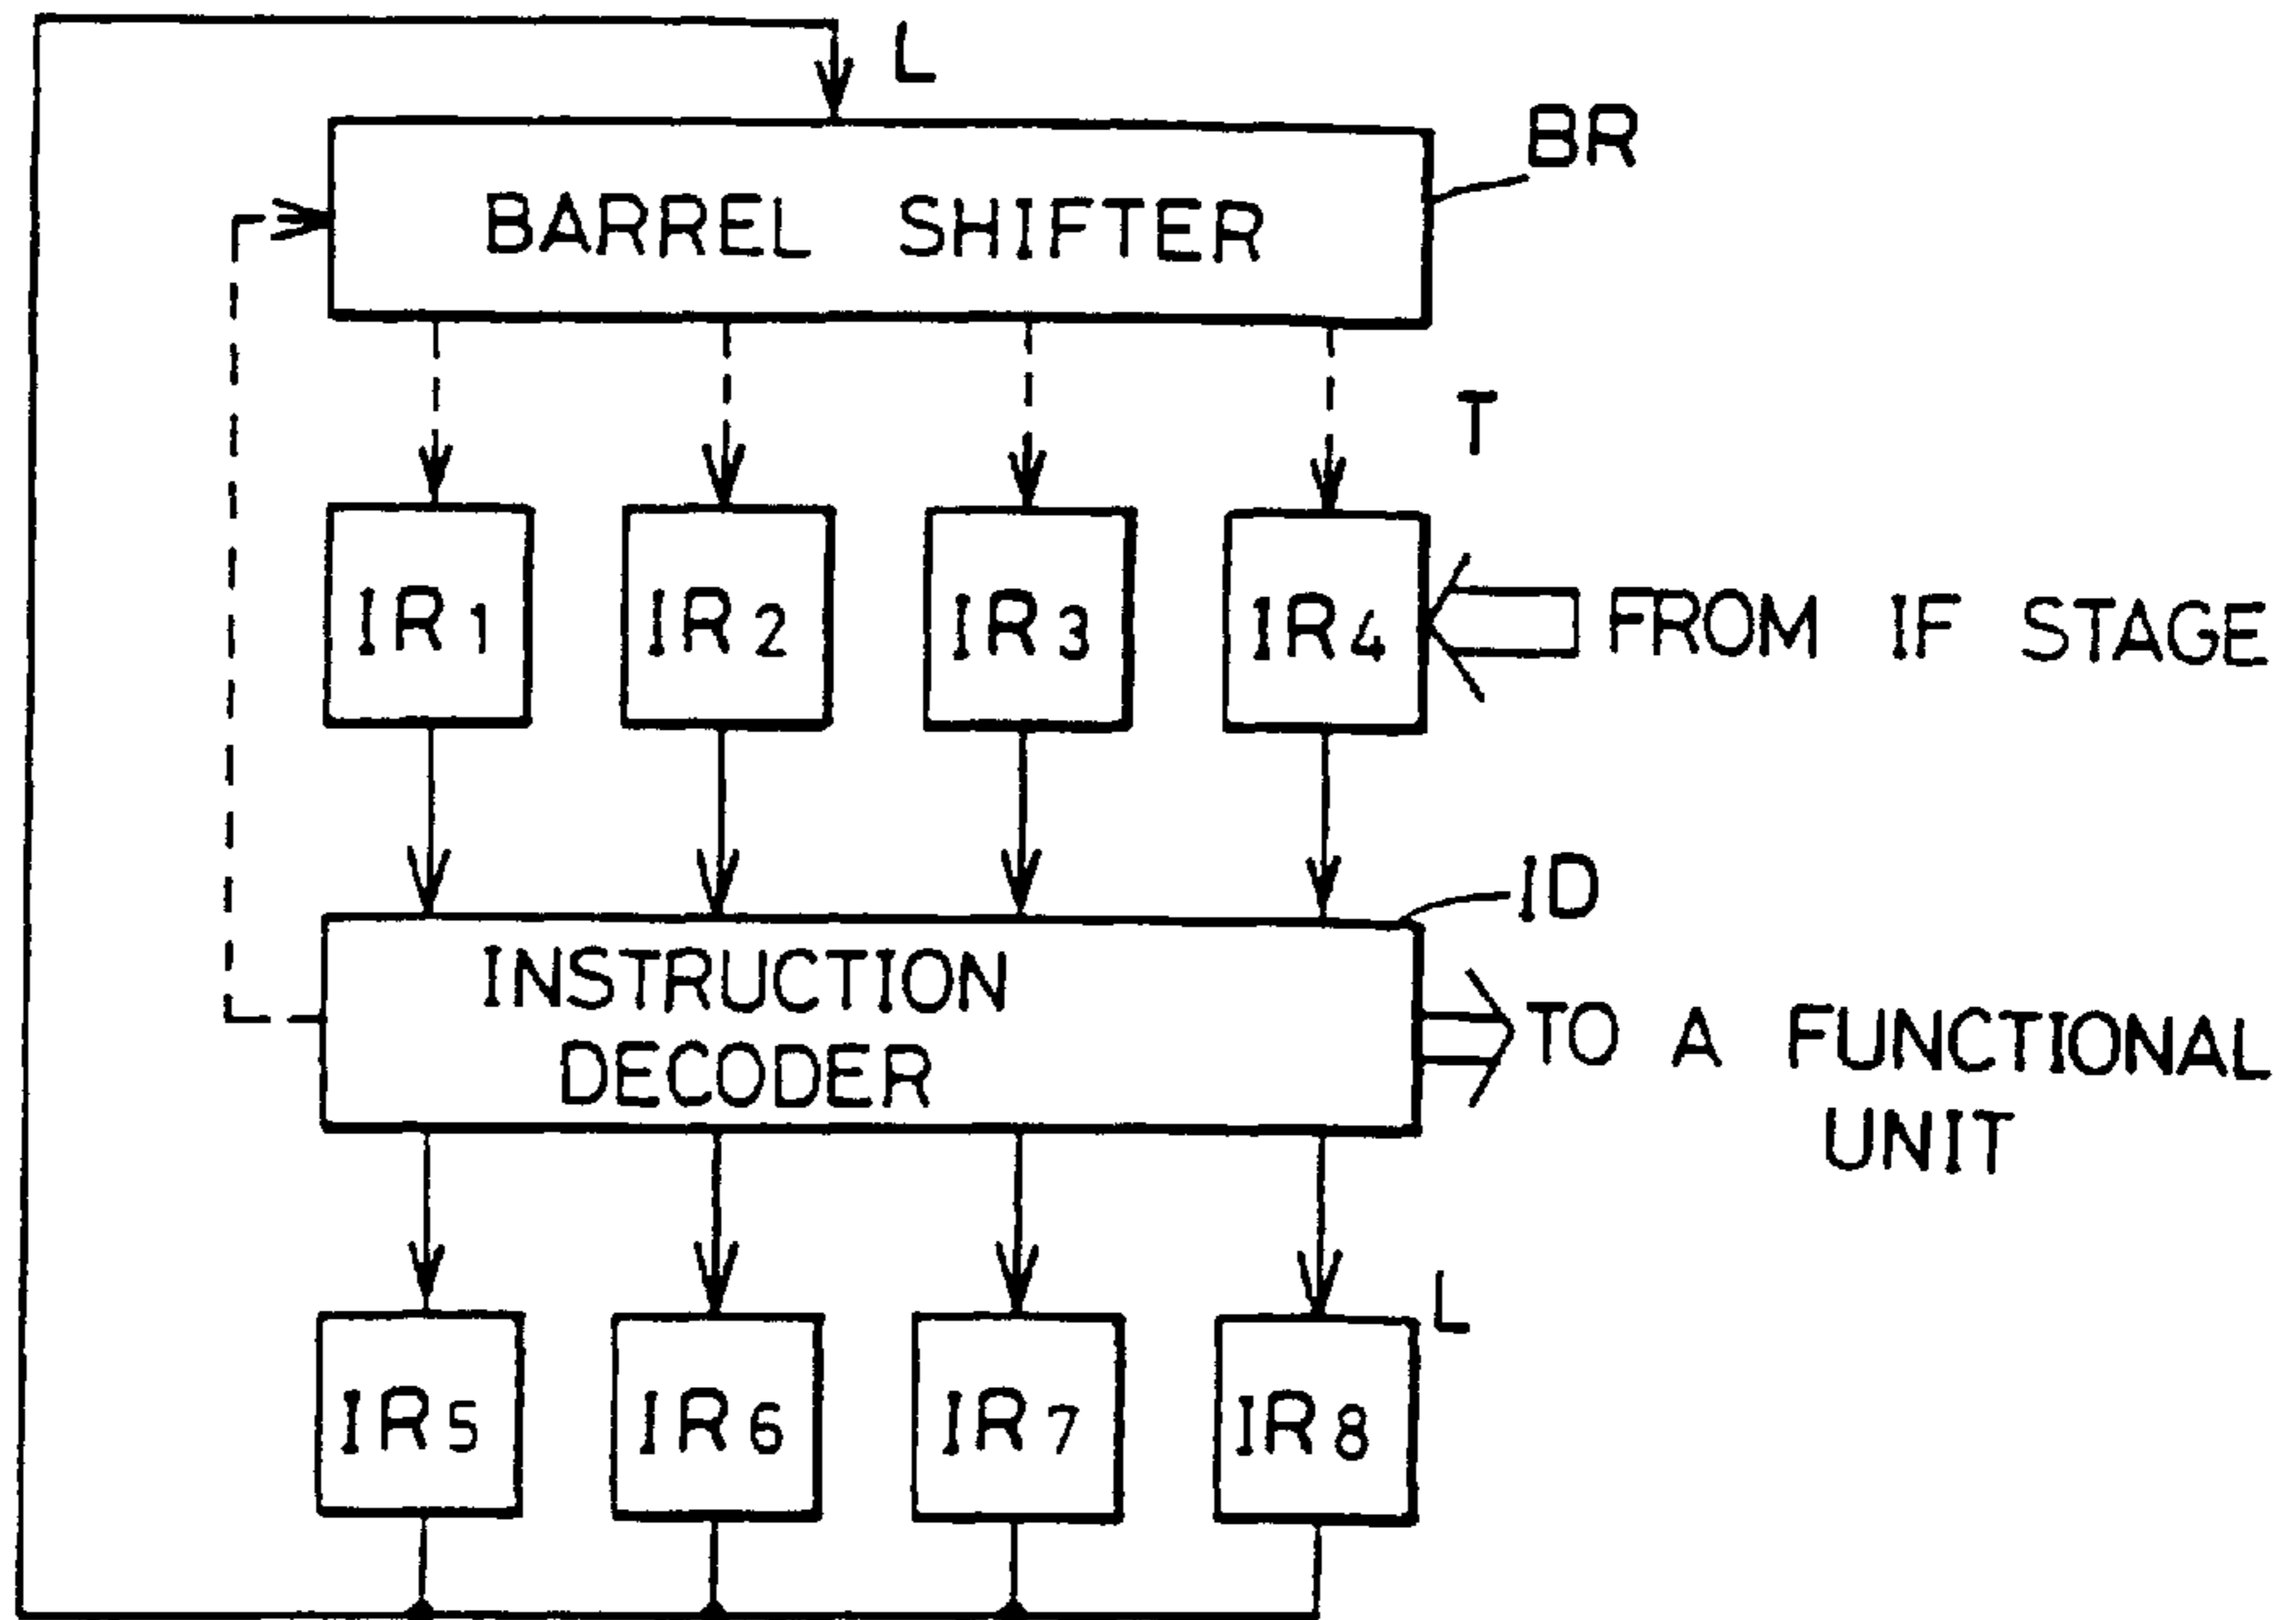 L
BR
BARREL SHIFTER
T
IR1 IR2 IR3 IR4 FROM IF STAGE
ID
INSTRUCTION
DECODER
TO A FUNCTIONAL
UNIT
L
IR5 IR6 IR7 IR8